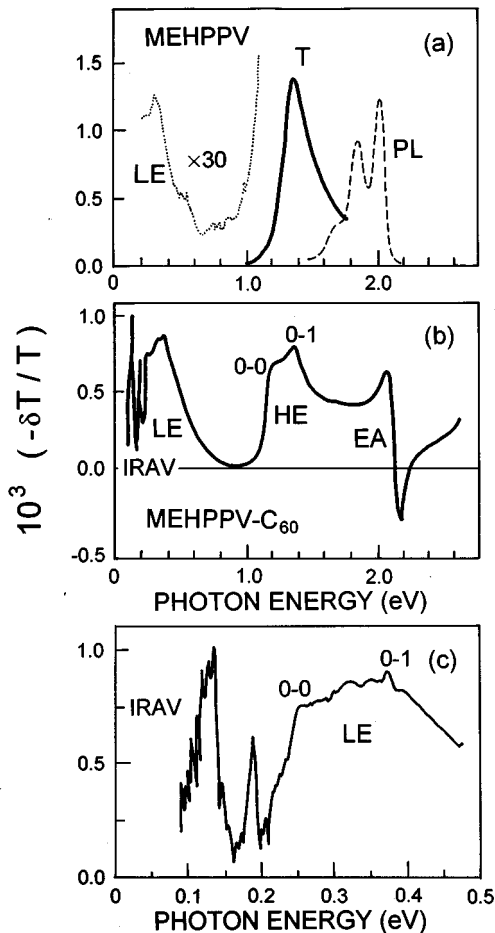 MEHPPV
(a)
T
1.5
1.0
0.5
0.0
×30
LE
PL
0
1.0
2.0
10³ (-δT/T)
(b)
1.0
0.5
0.0
-0.5
0-1
0-0
LE
HE
EA
IRAV
MEHPPV-C₆₀
0
1.0
2.0
PHOTON ENERGY (eV)
(c)
1.0
0.5
0.0
IRAV
0-0
0-1
LE
0
0.1
0.2
0.3
0.4
0.5
PHOTON ENERGY (eV)